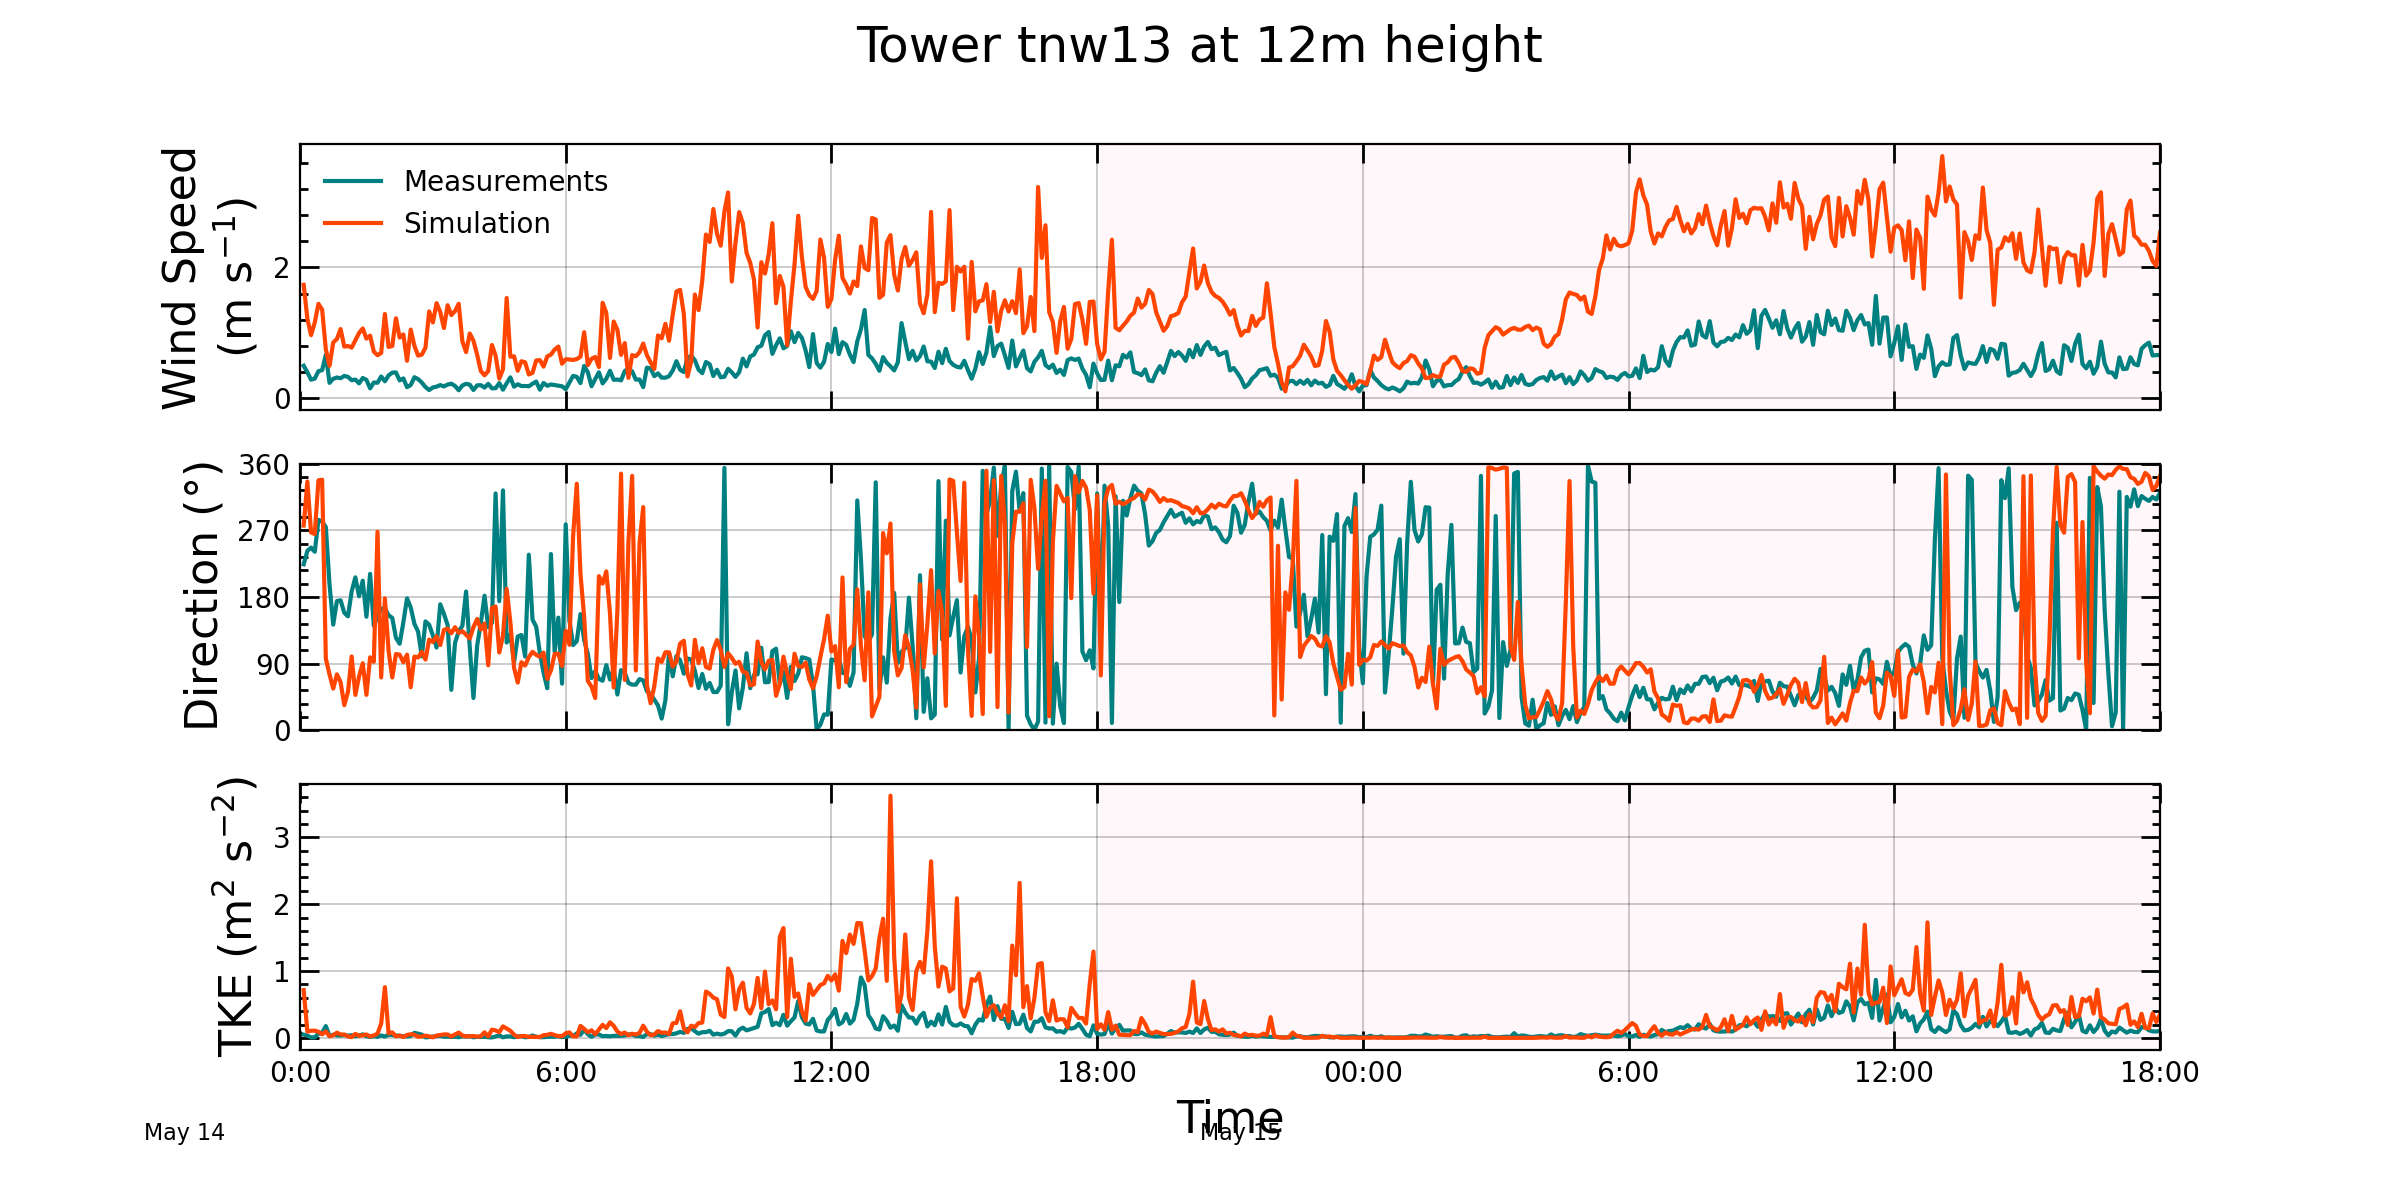 Tower tnw13 at 12m height
Wind Speed
(m s⁻¹)
2
0
Measurements
Simulation
Direction (°)
360
270
180
90
0
TKE (m² s⁻²)
3
2
1
0
0:00 6:00 12:00 18:00 00:00 6:00 12:00 18:00
Time
May 14 May 15